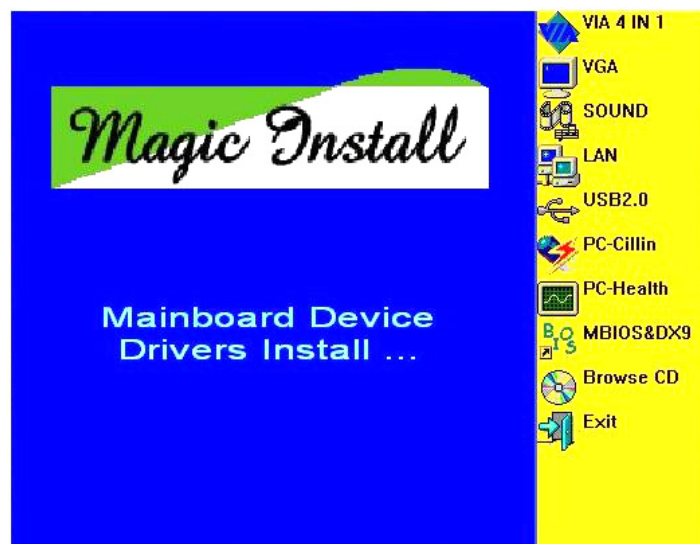 Magic Install
Mainboard Device
Drivers Install ...
VIA 4 IN 1
VGA
SOUND
LAN
USB2.0
PC-Cillin
PC-Health
BIOS
MBIOS&DX9
Browse CD
Exit